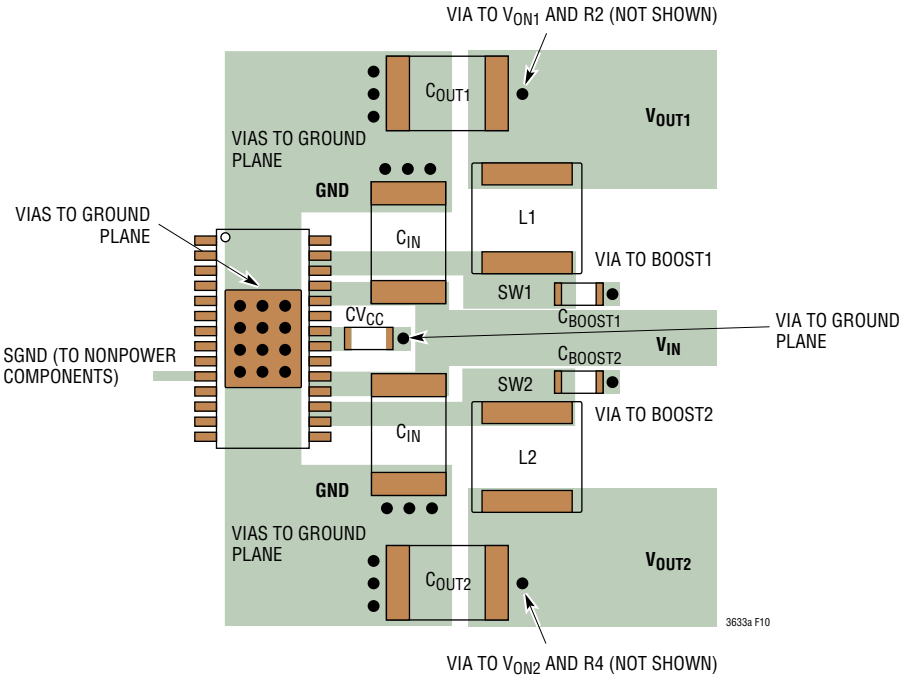 VIA TO VON1 AND R2 (NOT SHOWN)
COUT1
VOUT1
VIAS TO GROUND
PLANE
GND
L1
VIAS TO GROUND
PLANE
CIN
VIA TO BOOST1
SW1
CVCC
CBOOST1
VIA TO GROUND
PLANE
VIN
SGND (TO NONPOWER
COMPONENTS)
CBOOST2
SW2
VIA TO BOOST2
CIN
L2
GND
VIAS TO GROUND
PLANE
COUT2
VOUT2
3633a F10
VIA TO VON2 AND R4 (NOT SHOWN)